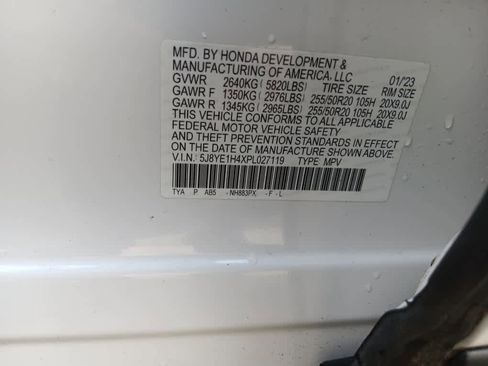 MFD. BY HONDA DEVELOPMENT &
MANUFACTURING OF AMERICA, LLC 01/23
GVWR 2640KG( 5820LBS) TIRE SIZE RIM SIZE
GAWR F 1350KG( 2976LBS) 255/50R20 105H 20X9.0J
GAWR R 1345KG( 2965LBS) 255/50R20 105H 20X9.0J
THIS VEHICLE CONFORMS TO ALL APPLICABLE
FEDERAL MOTOR VEHICLE SAFETY
AND THEFT PREVENTION STANDARDS IN EFFECT
ON THE DATE OF MANUFACTURE SHOWN ABOVE.
V.I.N.: 5J8YE1H4XPL027119 TYPE: MPV
TYA P AB5 -NH883PX -F-L